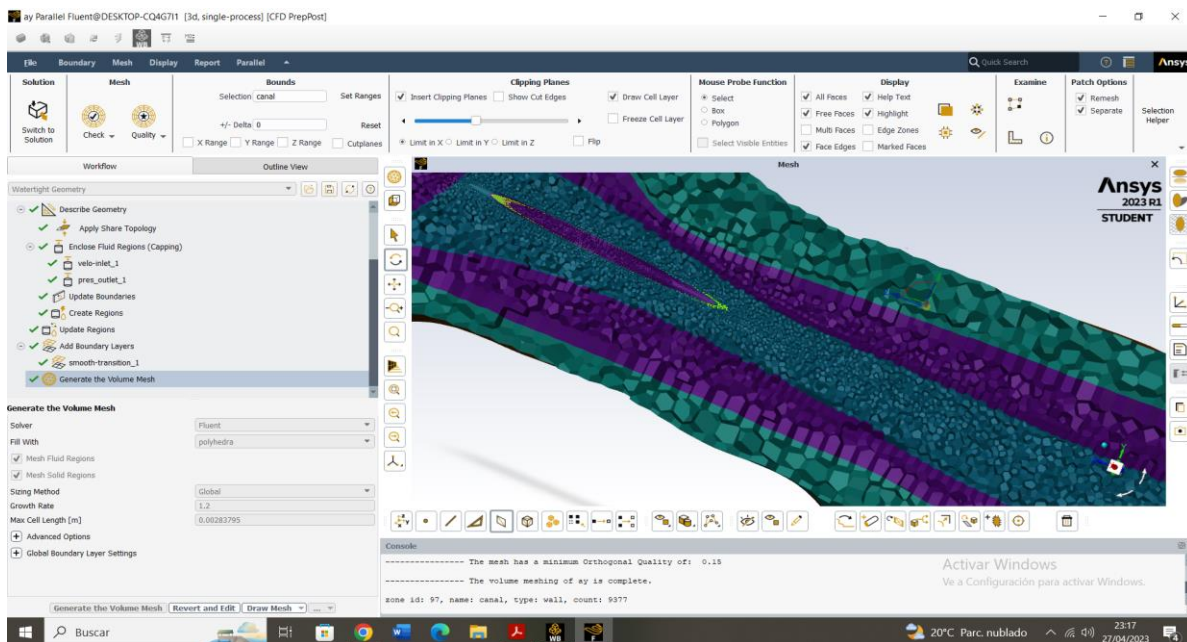 ay Parallel Fluent@DESKTOP-CQ4G7I1 [3d, single-process] [CFD PrepPost]
File Boundary Mesh Display Report Parallel Quick Search Ansys
Solution Mesh Bounds Clipping Planes Mouse Probe Function Display Examine Patch Options
Switch to Solution
Check Quality
Selection canal Set Ranges
+/- Delta 0 Reset
X Range Y Range Z Range Cutplanes
Insert Clipping Planes Show Cut Edges Draw Cell Layer
Freeze Cell Layer
Limit in X Limit in Y Limit in Z Flip
Select
Box
Polygon
Select Visible Entities
All Faces Help Text
Free Faces Highlight
Multi Faces Edge Zones
Face Edges Marked Faces
Remesh
Separate
Selection Helper
Workflow Outline View
Watertight Geometry
Describe Geometry
Apply Share Topology
Enclose Fluid Regions (Capping)
velo-inlet_1
pres_outlet_1
Update Boundaries
Create Regions
Update Regions
Add Boundary Layers
smooth-transition_1
Generate the Volume Mesh
Generate the Volume Mesh
Solver Fluent
Fill With polyhedra
Mesh Fluid Regions
Mesh Solid Regions
Sizing Method Global
Growth Rate 1.2
Max Cell Length [m] 0.00283795
Advanced Options
Global Boundary Layer Settings
Generate the Volume Mesh Revert and Edit Draw Mesh ...
Mesh
Ansys
2023 R1
STUDENT
Console
---------------- The mesh has a minimum Orthogonal Quality of: 0.15
---------------- The volume meshing of ay is complete.
zone id: 97, name: canal, type: wall, count: 9377
Activar Windows
Ve a Configuración para activar Windows.
Buscar
20°C Parc. nublado
23:17
27/04/2023